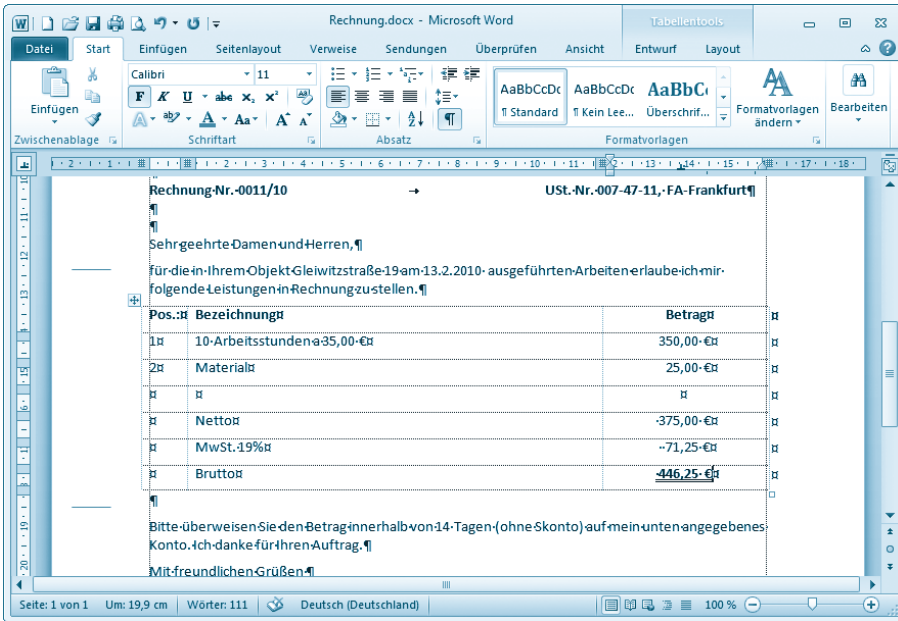 Rechnung.docx - Microsoft Word
Tabellentools
Datei Start Einfügen Seitenlayout Verweise Sendungen Überprüfen Ansicht Entwurf Layout
Einfügen
Zwischenablage
Calibri 11
F K U abc x₂ x²
A ab A Aa A A
Schriftart
Absatz
AaBbCcDc AaBbCcDc AaBbC
¶ Standard ¶ Kein Lee... Überschrif...
Formatvorlagen ändern
Formatvorlagen
Bearbeiten
Rechnung·Nr.·0011/10 → USt.·Nr.·007-47-11,·FA-Frankfurt¶
¶
¶
Sehr·geehrte·Damen·und·Herren,¶
für·die·in·Ihrem·Objekt·Gleiwitzstraße·19·am·13.2.2010·ausgeführten·Arbeiten·erlaube·ich·mir·
folgende·Leistungen·in·Rechnung·zu·stellen.¶
Pos.:¤ Bezeichnung¤ Betrag¤ ¤
1¤ 10·Arbeitsstunden·a·35,00·€¤ 350,00·€¤ ¤
2¤ Material¤ 25,00·€¤ ¤
¤ ¤ ¤ ¤
¤ Netto¤ ·375,00·€¤ ¤
¤ MwSt.·19%¤ ··71,25·€¤ ¤
¤ Brutto¤ ·446,25·€¤ ¤
¶
Bitte·überweisen·Sie·den·Betrag·innerhalb·von·14·Tagen·(ohne·Skonto)·auf·mein·unten·angegebenes·
Konto.·Ich·danke·für·Ihren·Auftrag.¶
Mit·freundlichen·Grüßen¶
Seite: 1 von 1 Um: 19,9 cm Wörter: 111 Deutsch (Deutschland) 100 %